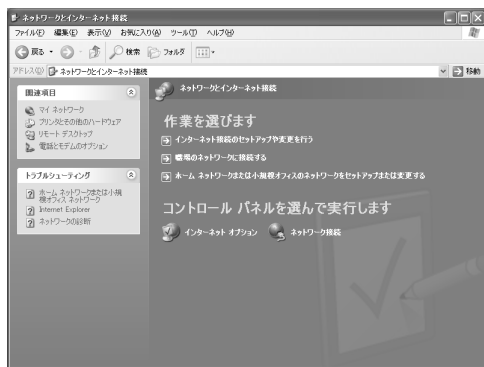 ネットワークとインターネット接続
ファイル(F) 編集(E) 表示(V) お気に入り(A) ツール(T) ヘルプ(H)
戻る 検索 フォルダ
アドレス(D) ネットワークとインターネット接続 移動
関連項目
マイ ネットワーク
プリンタとその他のハードウェア
リモート デスクトップ
電話とモデムのオプション
トラブルシューティング
ホーム ネットワークまたは小規
模オフィス ネットワーク
Internet Explorer
ネットワークの診断
ネットワークとインターネット接続
作業を選びます
インターネット接続のセットアップや変更を行う
職場のネットワークに接続する
ホーム ネットワークまたは小規模オフィスのネットワークをセットアップまたは変更する
コントロール パネルを選んで実行します
インターネット オプション ネットワーク接続